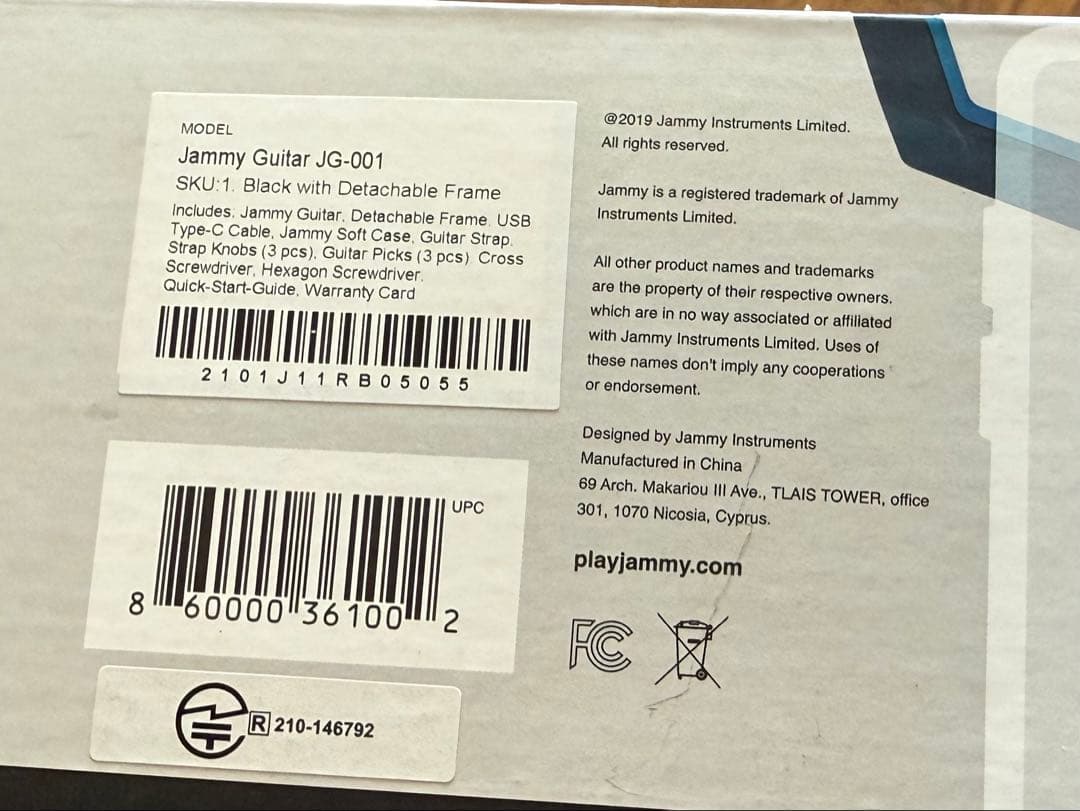 MODEL
Jammy Guitar JG-001
SKU:1. Black with Detachable Frame
Includes: Jammy Guitar, Detachable Frame, USB
Type-C Cable, Jammy Soft Case, Guitar Strap,
Strap Knobs (3 pcs), Guitar Picks (3 pcs) Cross
Screwdriver, Hexagon Screwdriver.
Quick-Start-Guide, Warranty Card
2101J11RB05055
UPC
8 60000 36100 2
R 210-146792
@2019 Jammy Instruments Limited.
All rights reserved.
Jammy is a registered trademark of Jammy
Instruments Limited.
All other product names and trademarks
are the property of their respective owners.
which are in no way associated or affiliated
with Jammy Instruments Limited. Uses of
these names don't imply any cooperations
or endorsement.
Designed by Jammy Instruments
Manufactured in China
69 Arch. Makariou III Ave., TLAIS TOWER, office
301, 1070 Nicosia, Cyprus.
playjammy.com
FC